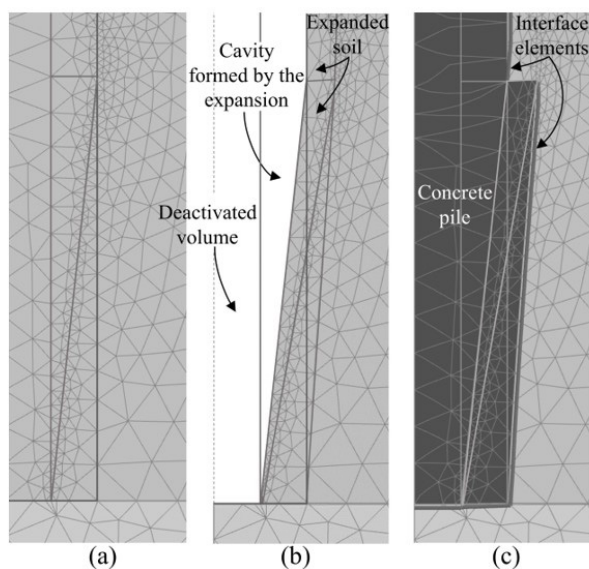 Cavity
formed by the
expansion
Expanded
soil
Deactivated
volume
Interface
elements
Concrete
pile
(a)
(b)
(c)